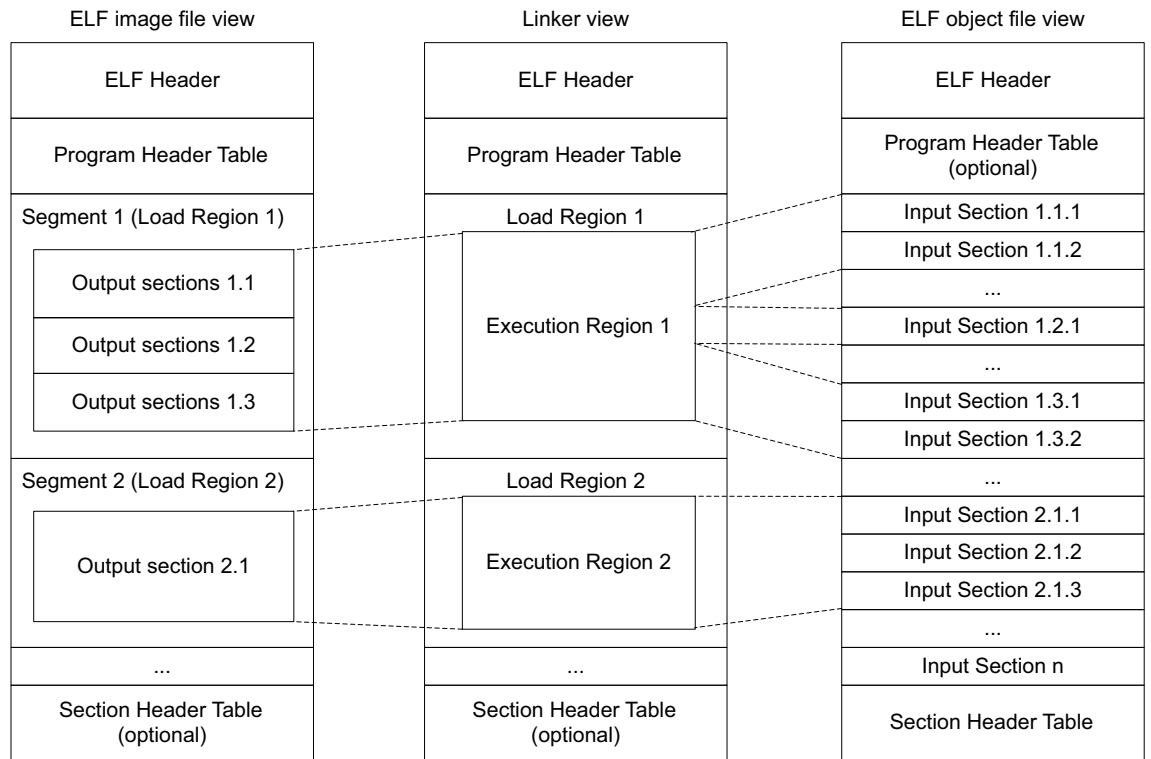 ELF image file view
ELF Header
Program Header Table
Segment 1 (Load Region 1)
Output sections 1.1
Output sections 1.2
Output sections 1.3
Segment 2 (Load Region 2)
Output section 2.1
...
Section Header Table
(optional)
Linker view
ELF Header
Program Header Table
Load Region 1
Execution Region 1
Load Region 2
Execution Region 2
...
Section Header Table
(optional)
ELF object file view
ELF Header
Program Header Table
(optional)
Input Section 1.1.1
Input Section 1.1.2
...
Input Section 1.2.1
...
Input Section 1.3.1
Input Section 1.3.2
...
Input Section 2.1.1
Input Section 2.1.2
Input Section 2.1.3
...
Input Section n
Section Header Table